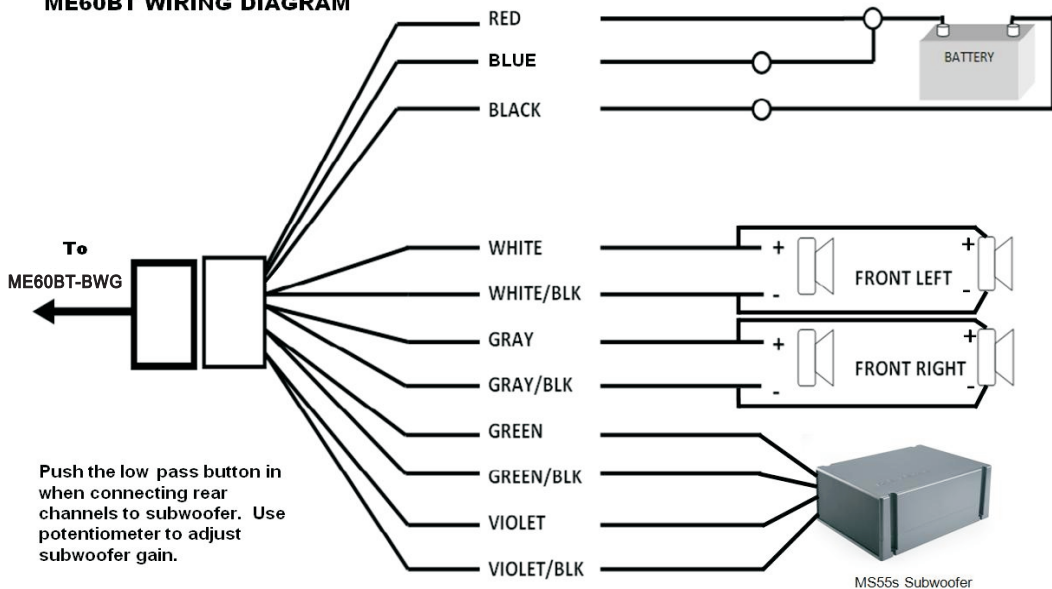 ME60BT WIRING DIAGRAM
RED
BLUE
BLACK
BATTERY
To
ME60BT-BWG
WHITE
WHITE/BLK
GRAY
GRAY/BLK
GREEN
GREEN/BLK
VIOLET
VIOLET/BLK
+
-
FRONT LEFT
+
-
+
-
FRONT RIGHT
+
-
Push the low pass button in
when connecting rear
channels to subwoofer. Use
potentiometer to adjust
subwoofer gain.
MS55s Subwoofer